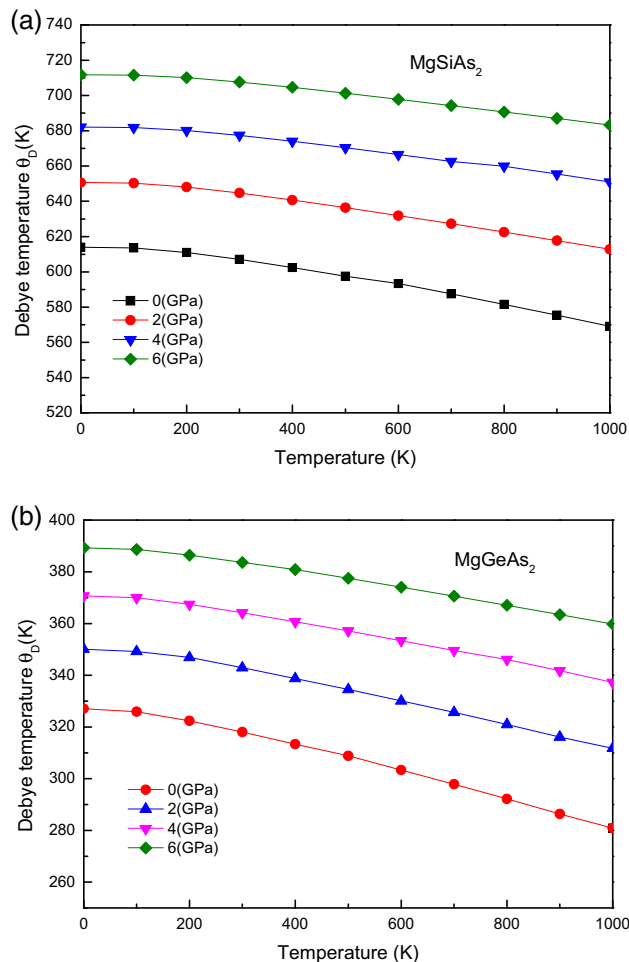 (a)
MgSiAs₂
Debye temperature θ_D(K)
740
720
700
680
660
640
620
600
580
560
540
520
0(GPa)
2(GPa)
4(GPa)
6(GPa)
0 200 400 600 800 1000
Temperature (K)
(b)
MgGeAs₂
Debye temperature θ_D(K)
400
380
360
340
320
300
280
260
0(GPa)
2(GPa)
4(GPa)
6(GPa)
0 200 400 600 800 1000
Temperature (K)